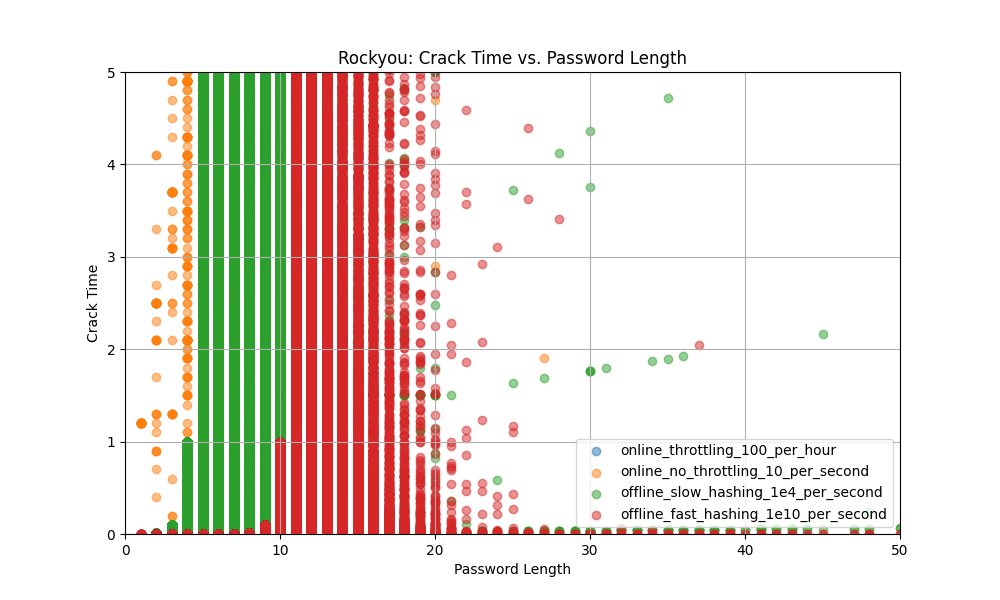 Rockyou: Crack Time vs. Password Length
5
4
3
2
1
0
Crack Time
online_throttling_100_per_hour
online_no_throttling_10_per_second
offline_slow_hashing_1e4_per_second
offline_fast_hashing_1e10_per_second
0 10 20 30 40 50
Password Length